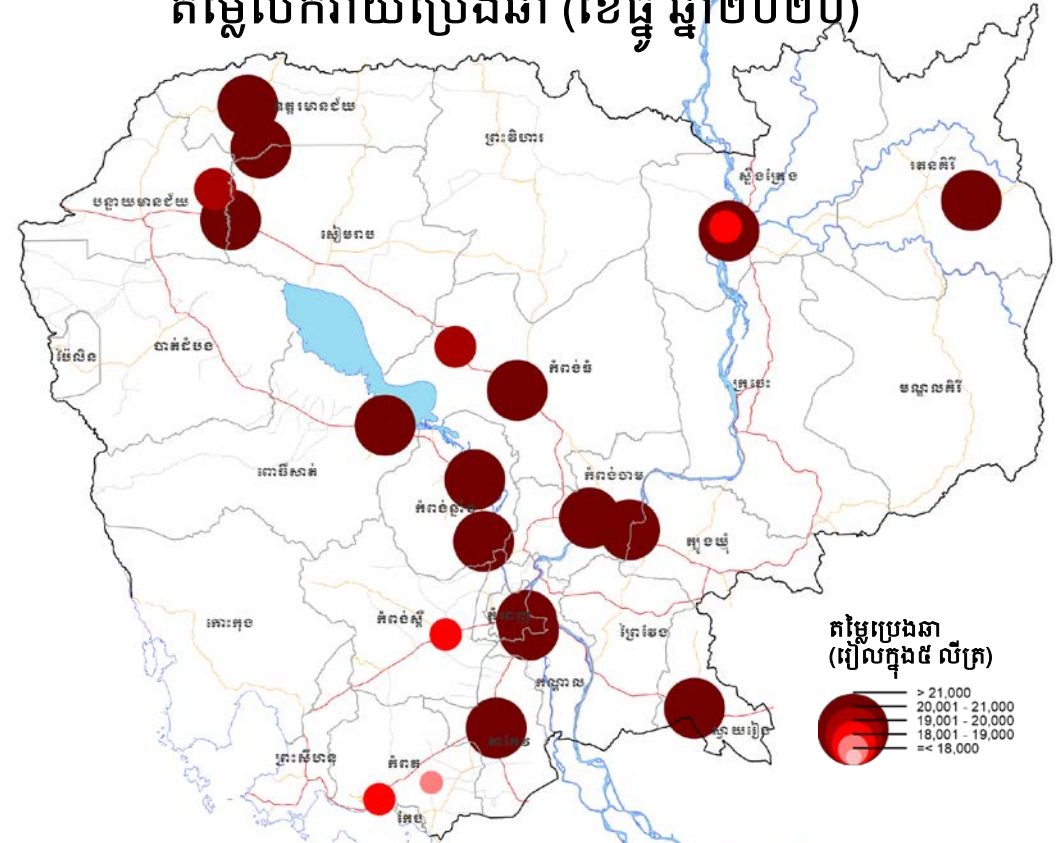 តម្លៃលក់រាយប្រេងឆា (ខែធ្នូ ឆ្នាំ២០២០)
ឧត្តរមានជ័យ
ព្រះវិហារ
រតនគិរី
ស្ទឹងត្រែង
បន្ទាយមានជ័យ
សៀមរាប
ប៉ៃលិន
បាត់ដំបង
កំពង់ធំ
ក្រចេះ
មណ្ឌលគិរី
ពោធិ៍សាត់
កំពង់ចាម
កំពង់ឆ្នាំង
ត្បូងឃ្មុំ
កោះកុង
កំពង់ស្ពឺ
ភ្នំពេញ
ព្រៃវែង
កណ្តាល
ស្វាយរៀង
តាកែវ
ព្រះសីហនុ
កំពត
កែប
តម្លៃប្រេងឆា
(រៀលក្នុង៥ លីត្រ)
> 21,000
20,001 - 21,000
19,001 - 20,000
18,001 - 19,000
=< 18,000